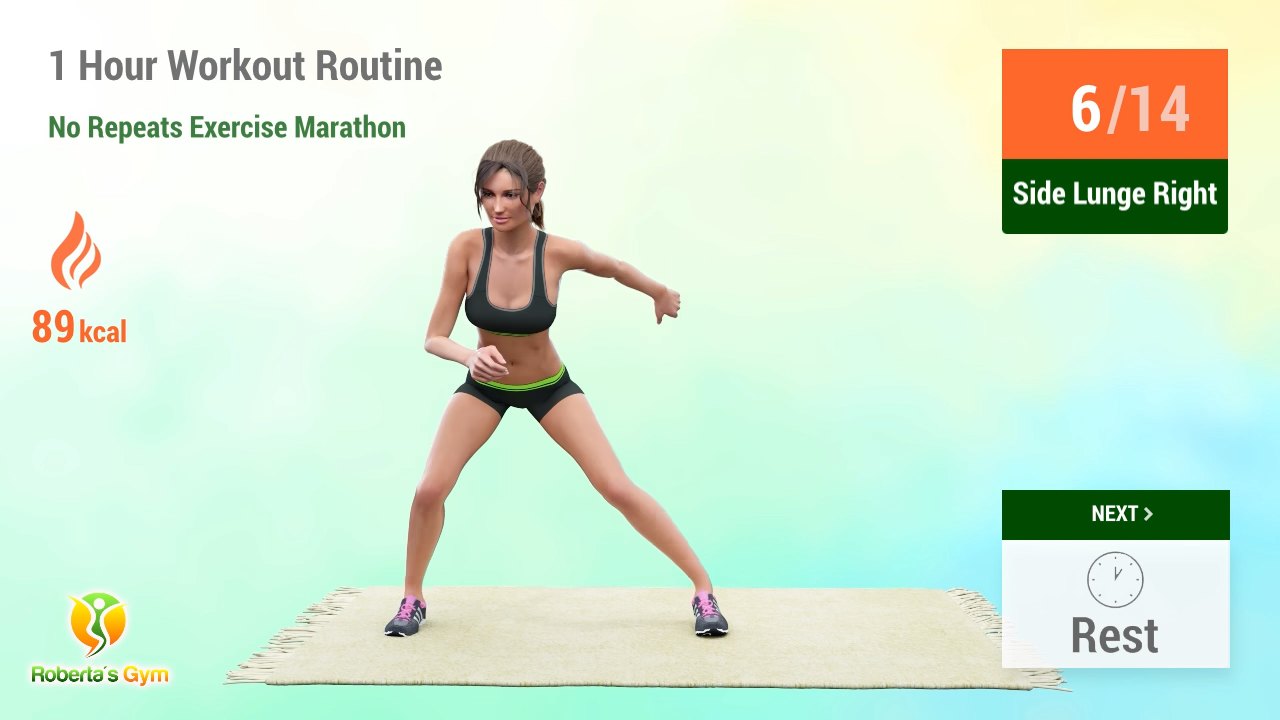 1 Hour Workout Routine
No Repeats Exercise Marathon
6/14
Side Lunge Right
89 kcal
NEXT >
Rest
Roberta´s Gym